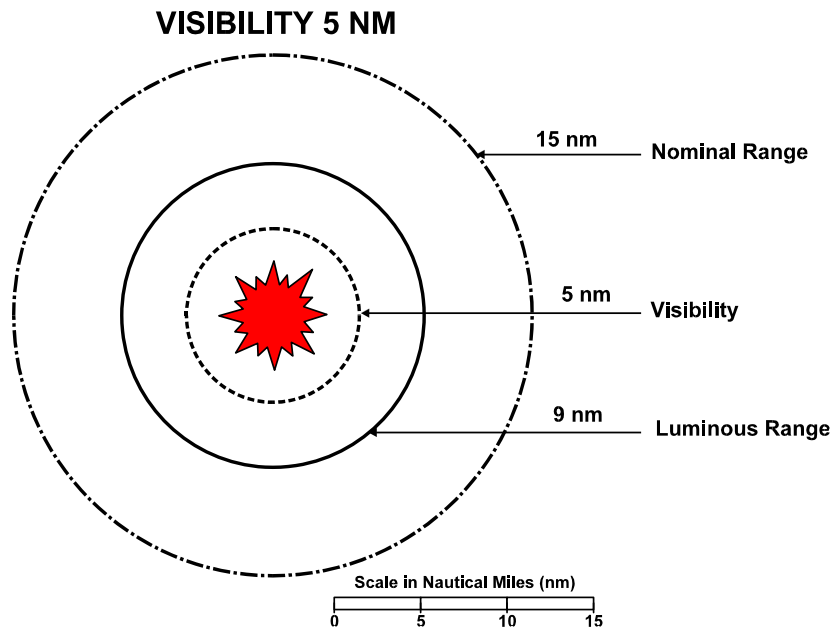 VISIBILITY 5 NM
15 nm
Nominal Range
5 nm
Visibility
9 nm
Luminous Range
Scale in Nautical Miles (nm)
0 5 10 15